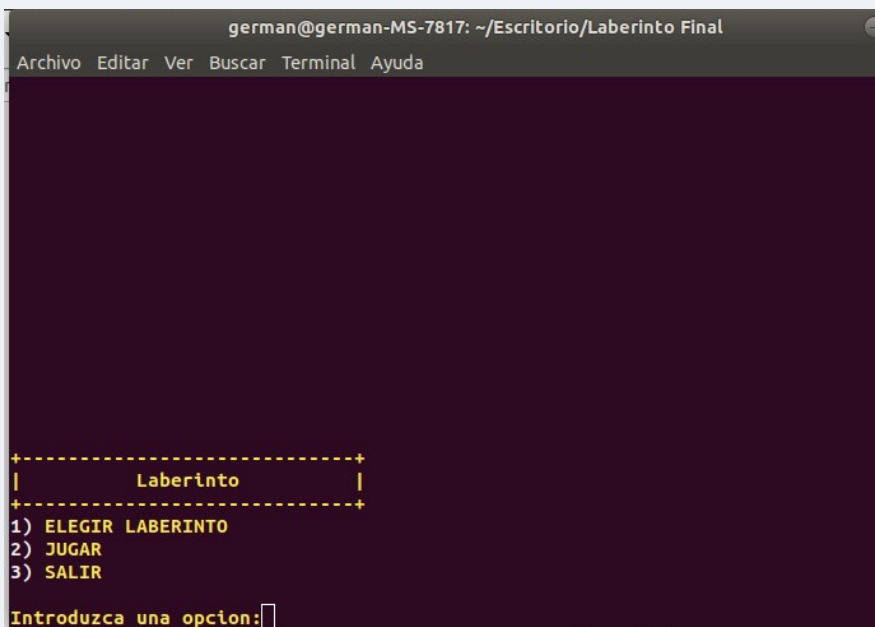 german@german-MS-7817: ~/Escritorio/Laberinto Final
Archivo Editar Ver Buscar Terminal Ayuda
+-----------------------------+
|          Laberinto          |
+-----------------------------+
1) ELEGIR LABERINTO
2) JUGAR
3) SALIR
Introduzca una opcion: